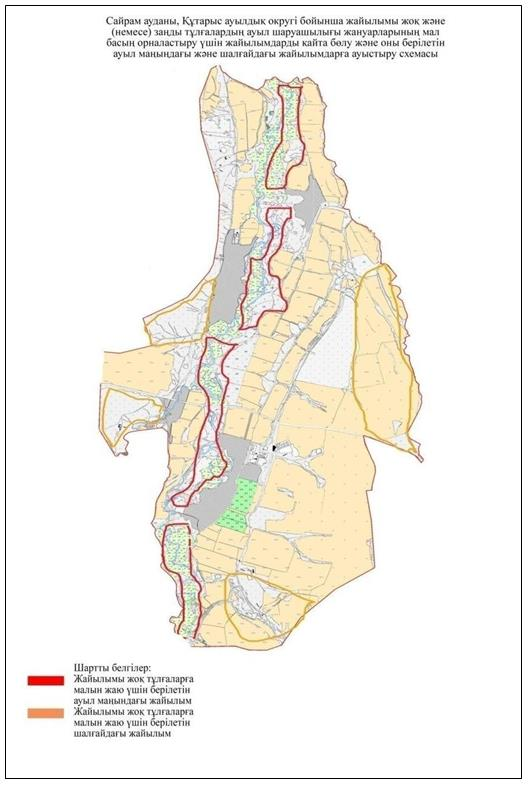 Сайрам ауданы, Құтарыс ауылдық округі бойынша жайылымы жоқ және
(немесе) заңды тұлғалардың ауыл шаруашылығы жануарларының мал
басың орналастыру үшін жайылымдарды қайта бөлу және оны берілетін
ауыл маңындағы және шалғайдағы жайылымдарға ауыстыру схемасы
Шартты белгілер:
Жайылымы жоқ тұлғаларға
малын жаю үшін берілетін
ауыл маңындағы жайылым
Жайылымы жоқ тұлғаларға
малын жаю үшін берілетін
шалғайдағы жайылым